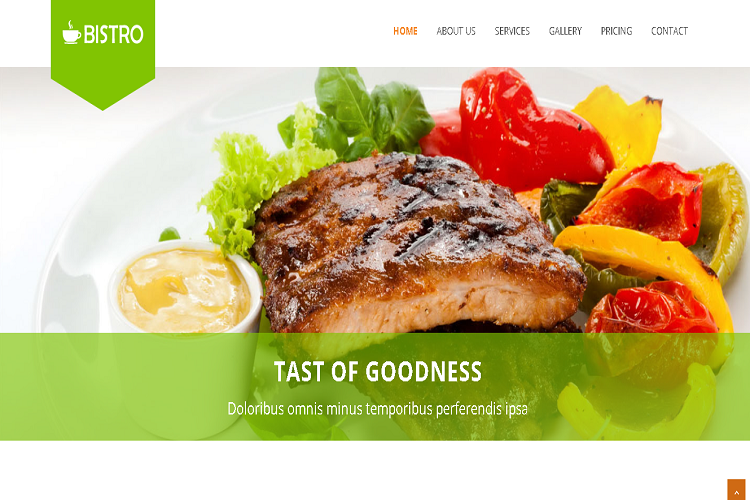 BISTRO
HOME ABOUT US SERVICES GALLERY PRICING CONTACT
TAST OF GOODNESS
Doloribus omnis minus temporibus perferendis ipsa